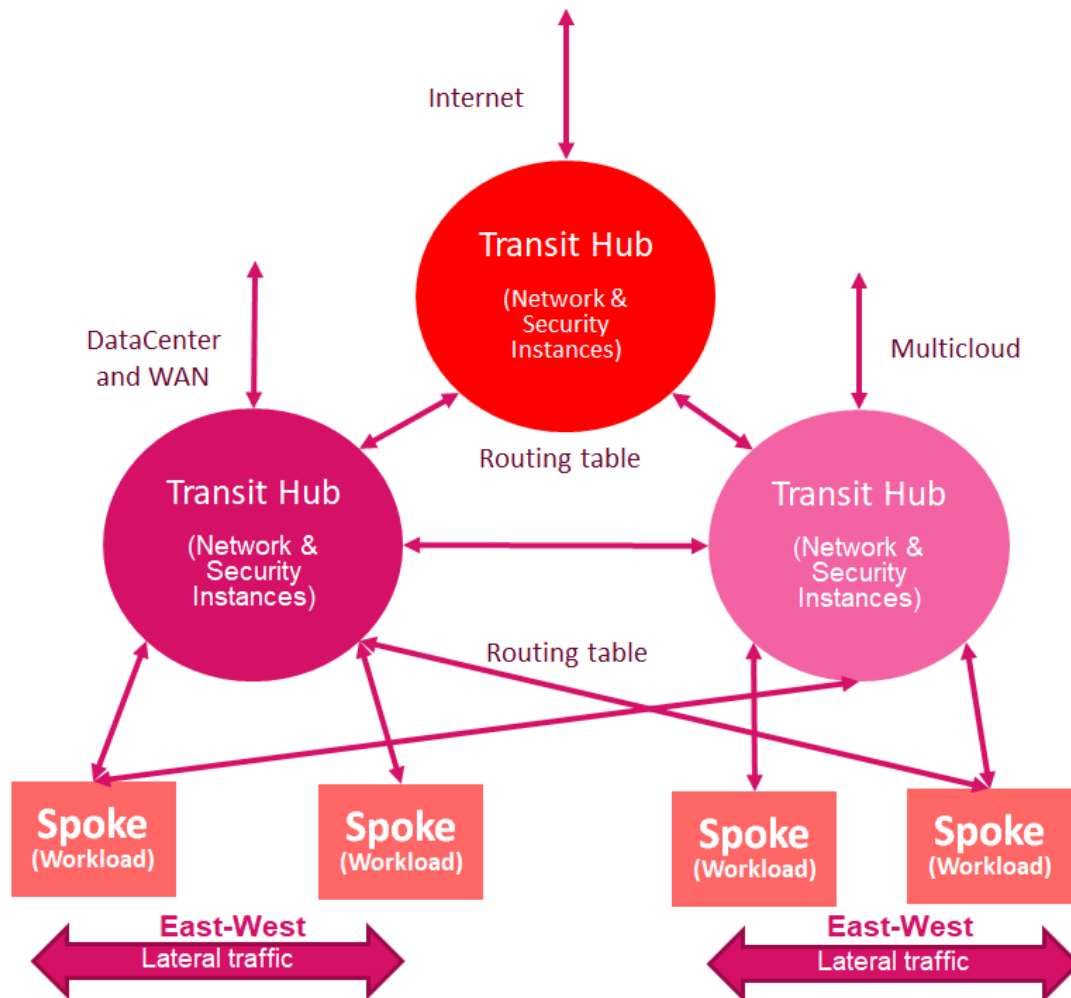 Internet
Transit Hub
(Network &
Security
Instances)
DataCenter
and WAN
Multicloud
Routing table
Transit Hub
(Network &
Security
Instances)
Transit Hub
(Network &
Security
Instances)
Routing table
Spoke
(Workload)
Spoke
(Workload)
Spoke
(Workload)
Spoke
(Workload)
East-West
Lateral traffic
East-West
Lateral traffic